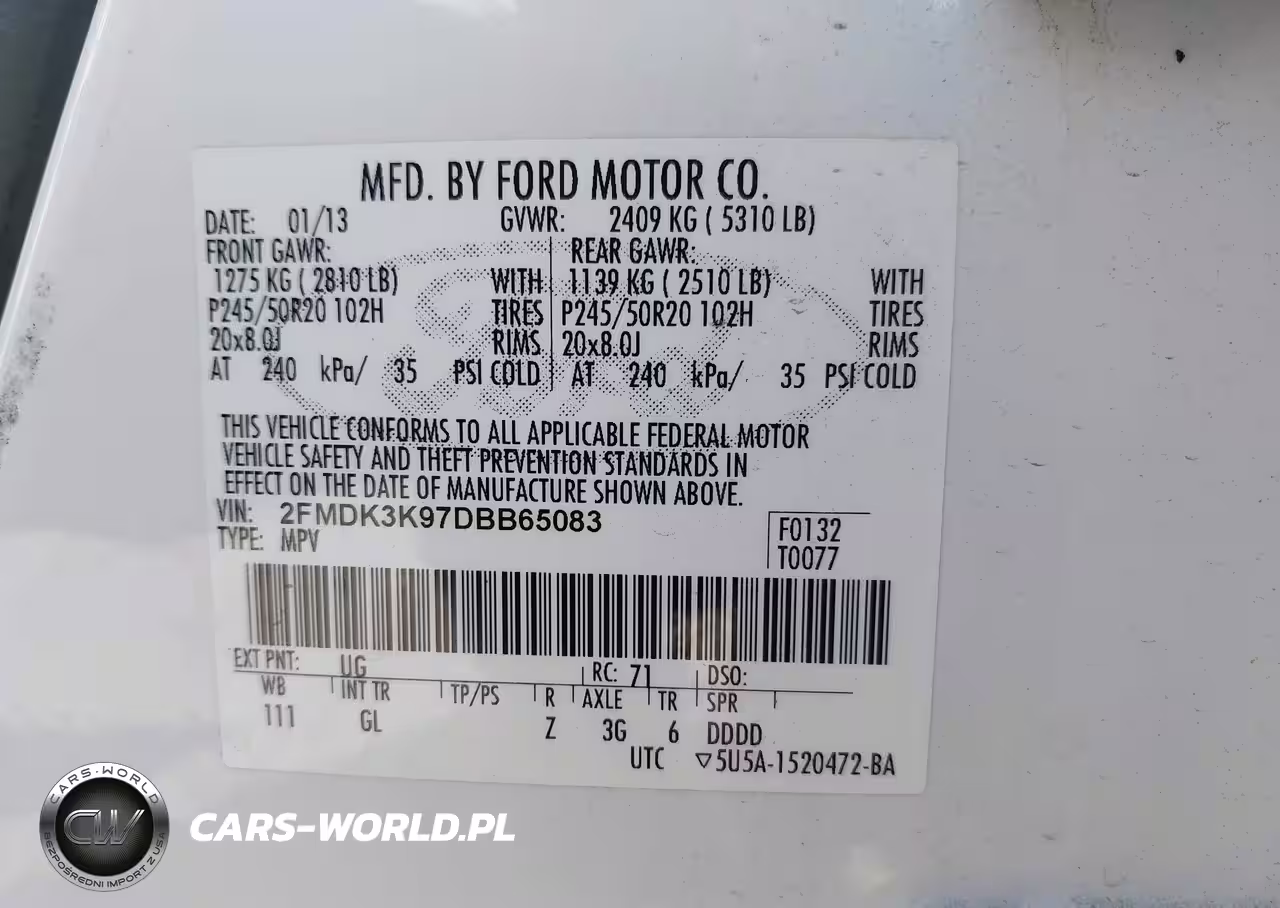 MFD. BY FORD MOTOR CO.
DATE: 01/13 GVWR: 2409 KG ( 5310 LB)
FRONT GAWR: REAR GAWR:
1275 KG ( 2810 LB) WITH 1139 KG ( 2510 LB) WITH
P245/50R20 102H TIRES P245/50R20 102H TIRES
20x8.0J RIMS 20x8.0J RIMS
AT 240 kPa/ 35 PSI COLD AT 240 kPa/ 35 PSI COLD
THIS VEHICLE CONFORMS TO ALL APPLICABLE FEDERAL MOTOR
VEHICLE SAFETY AND THEFT PREVENTION STANDARDS IN
EFFECT ON THE DATE OF MANUFACTURE SHOWN ABOVE.
VIN: 2FMDK3K97DBB65083
TYPE: MPV
F0132
T0077
EXT PNT: UG RC: 71 DSO:
WB INT TR TP/PS R AXLE TR SPR
111 GL Z 3G 6 DDDD
UTC ▽5U5A-1520472-BA
CARS-WORLD
CW
BEZPOŚREDNI IMPORT Z USA
CARS-WORLD.PL